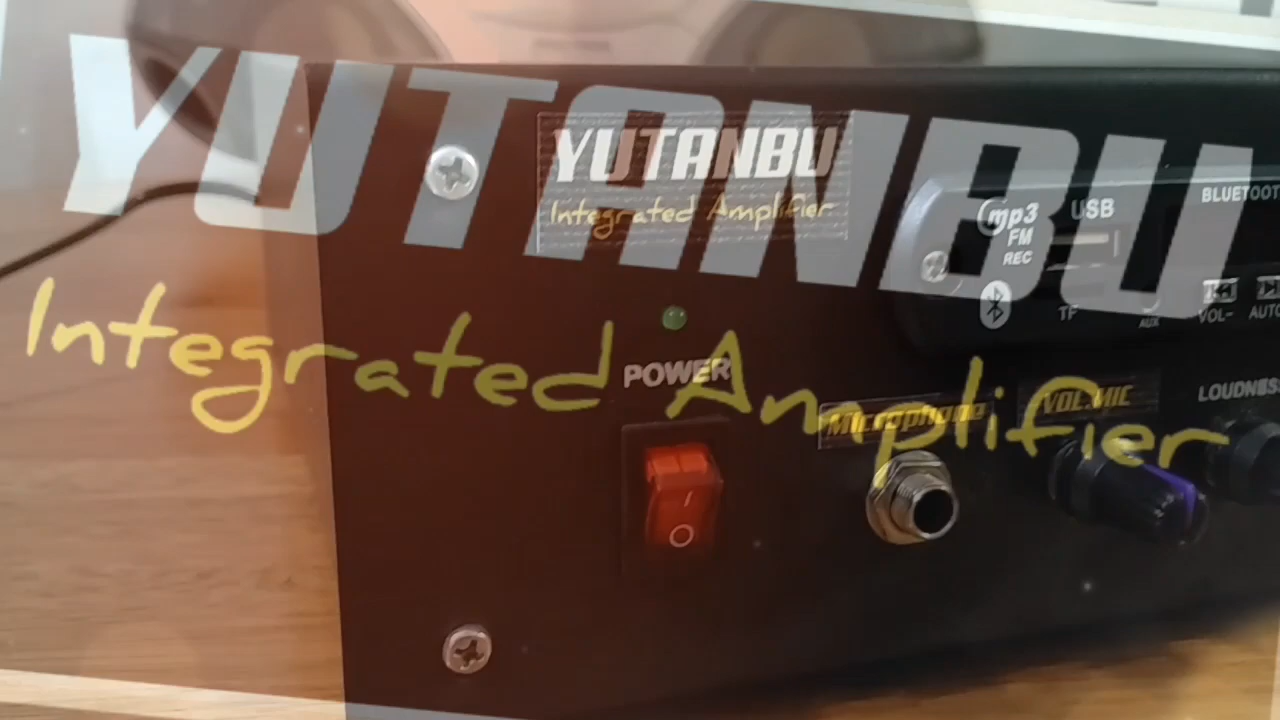 YUTANBU
Integrated Amplifier
YUTANBU
Integrated Amplifier
mp3
FM
REC
USB
BLUETOOT
TF
AUX
VOL-
AUTO
POWER
Microphone
VOL.MIC
LOUDNESS
I
O